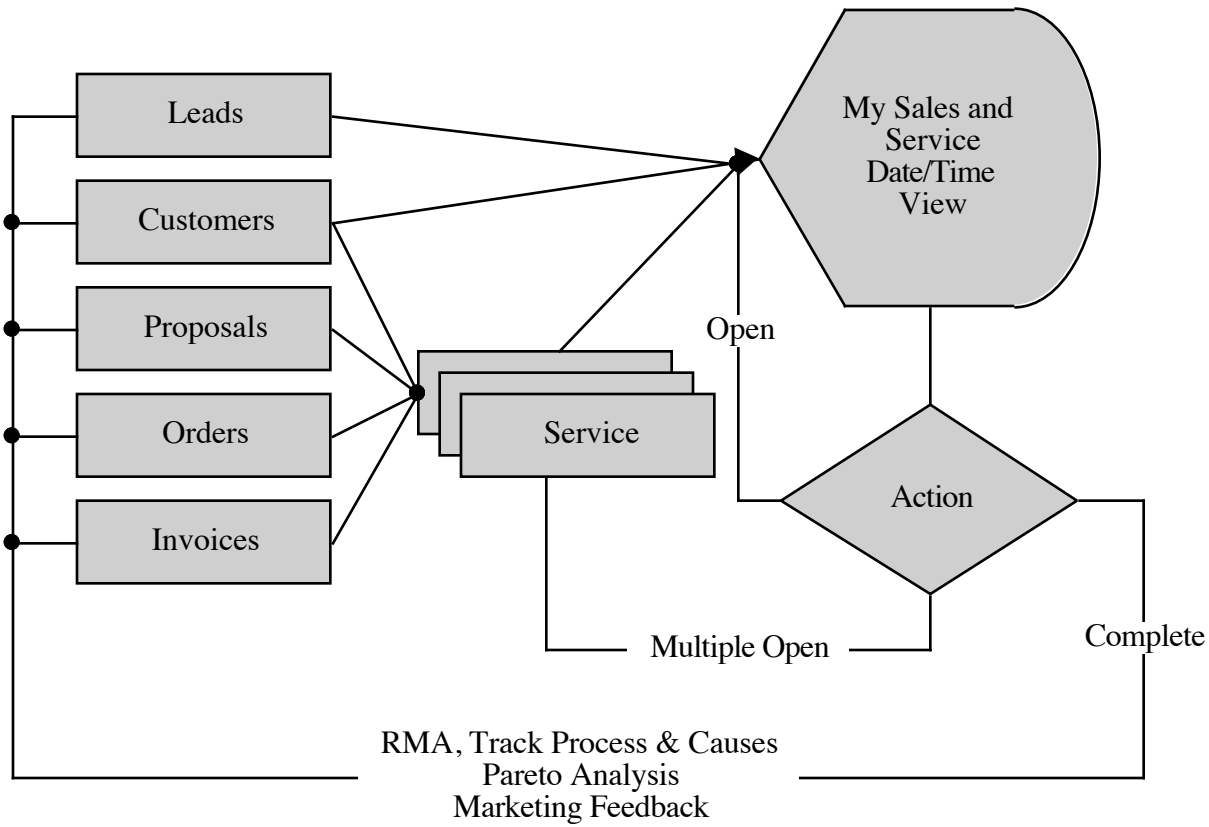 Leads
My Sales and
Service
Date/Time
View
Customers
Proposals
Open
Orders
Service
Action
Invoices
Multiple Open
Complete
RMA, Track Process & Causes
Pareto Analysis
Marketing Feedback